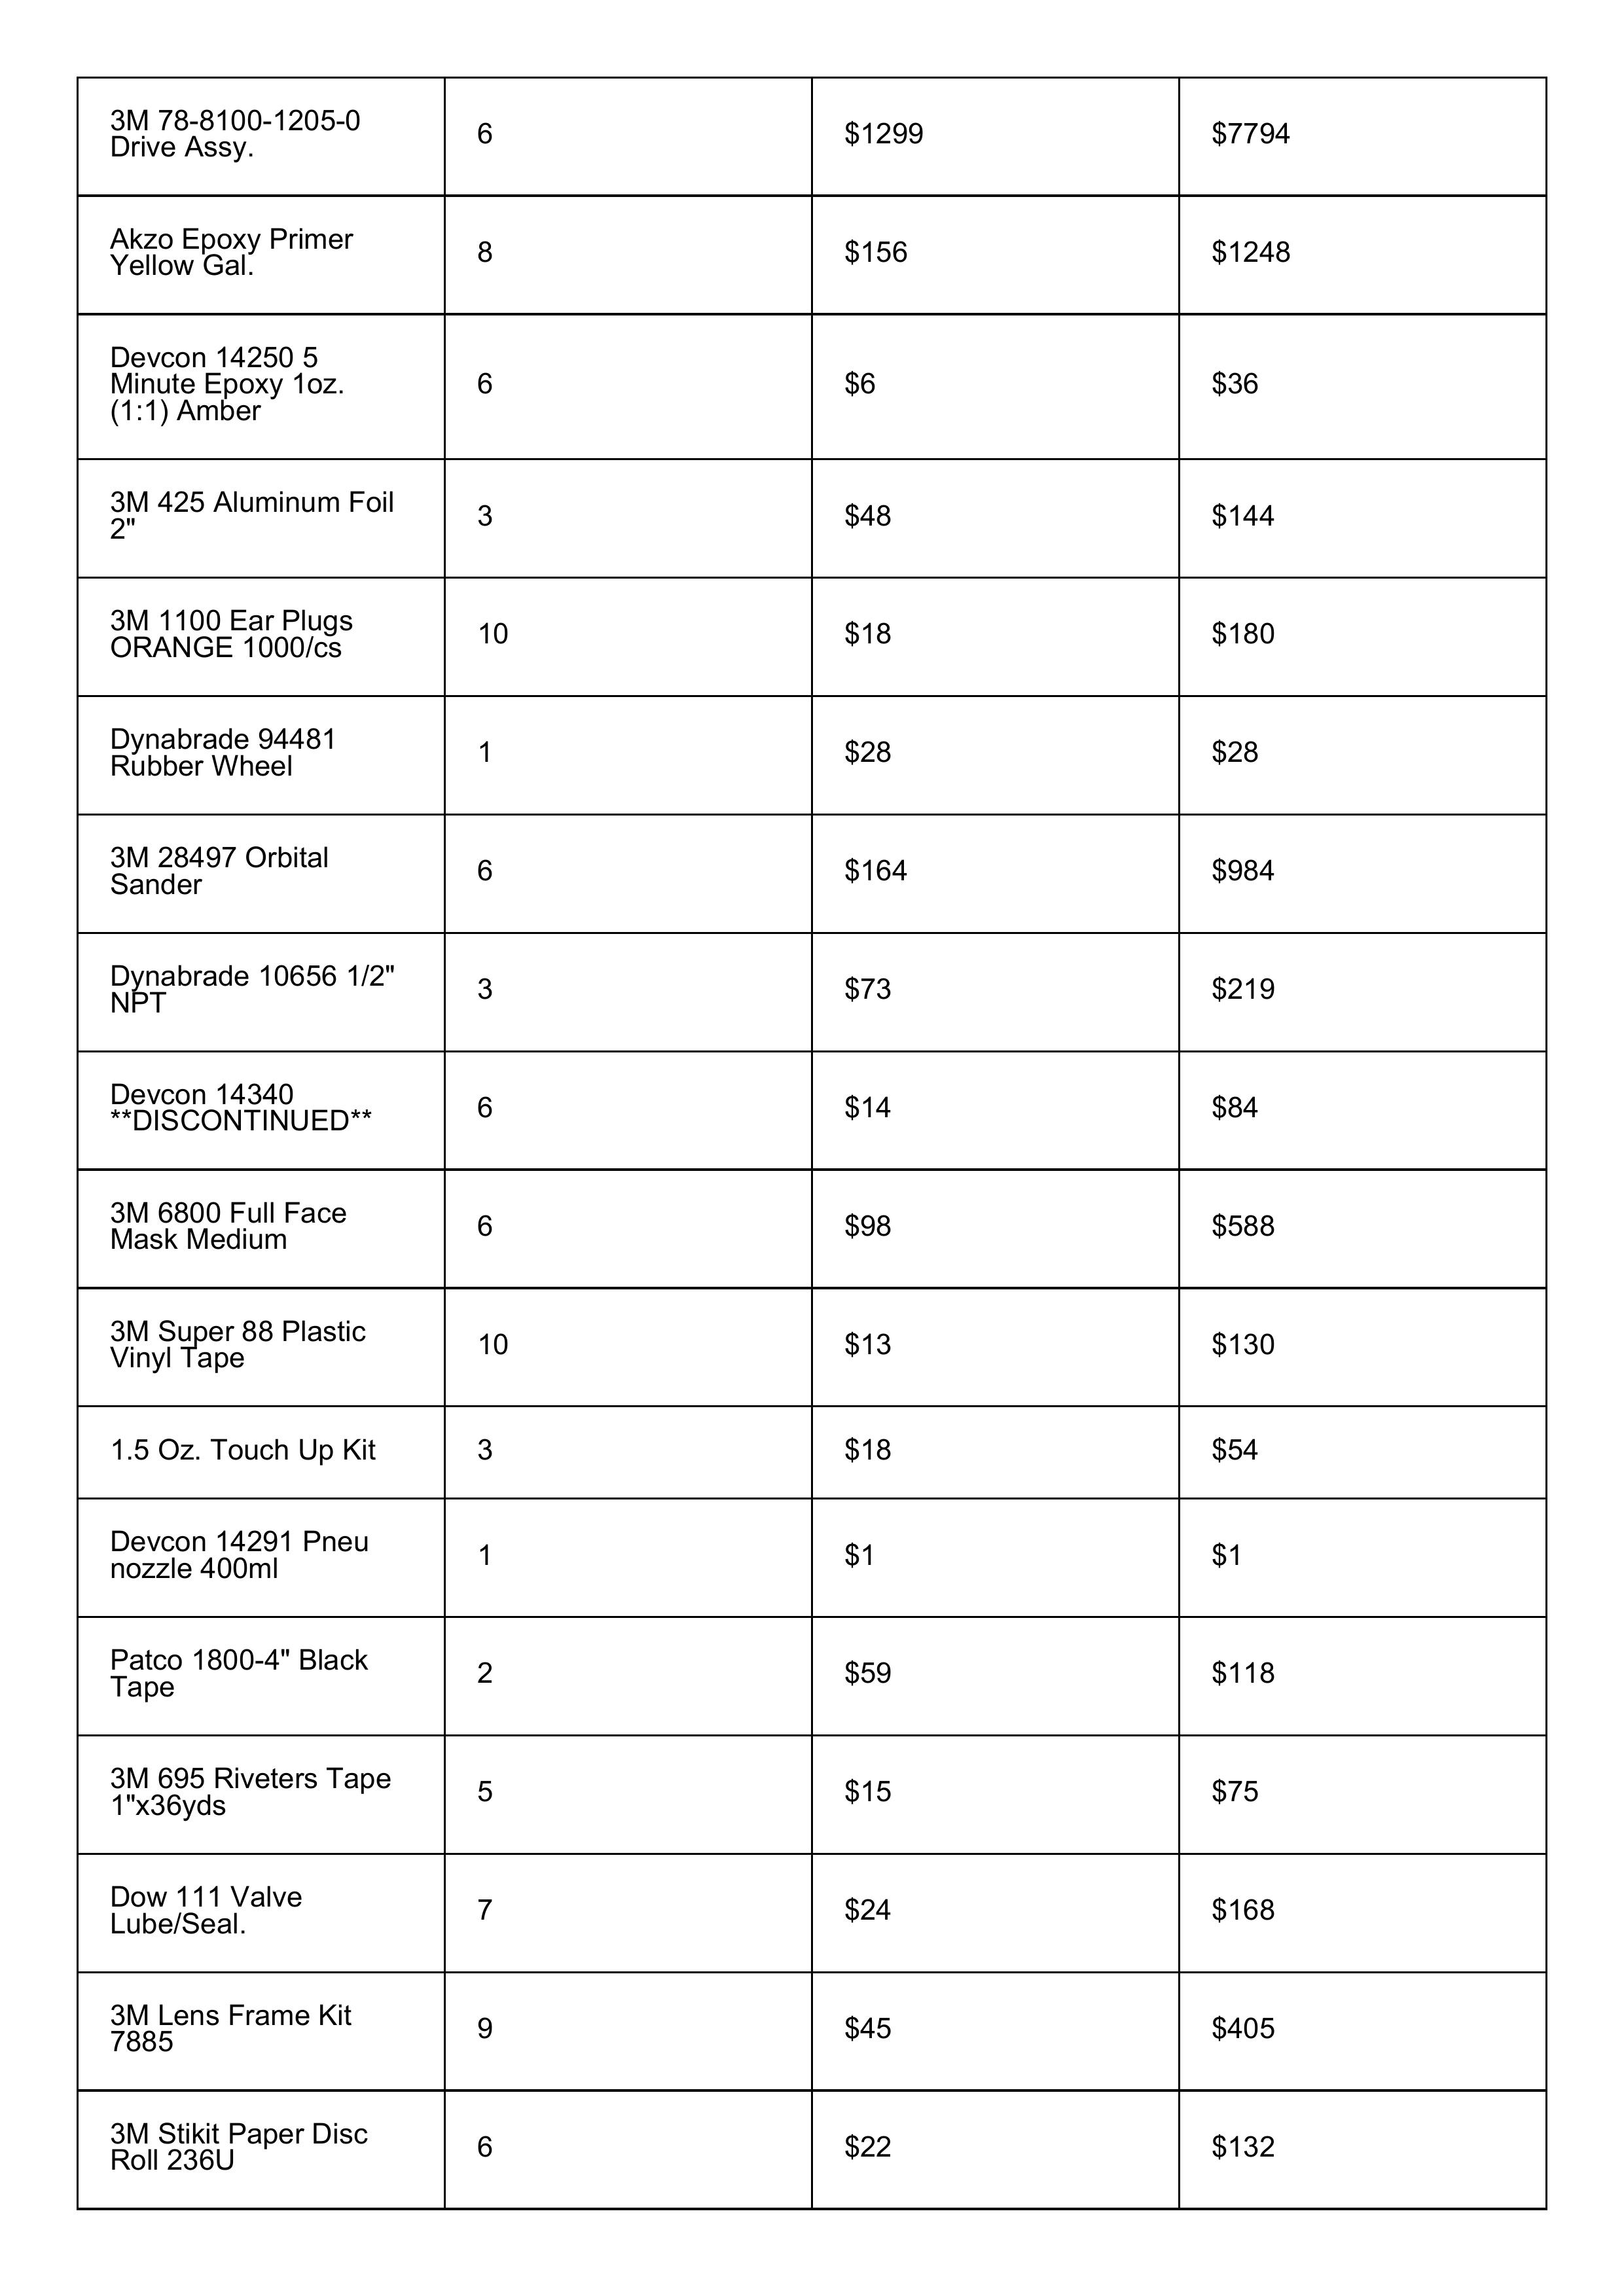 3M 78-8100-1205-0
Drive Assy.
6
$1299
$7794
Akzo Epoxy Primer
Yellow Gal.
8
$156
$1248
Devcon 14250 5
Minute Epoxy 1oz.
(1:1) Amber
6
$6
$36
3M 425 Aluminum Foil
2"
3
$48
$144
3M 1100 Ear Plugs
ORANGE 1000/cs
10
$18
$180
Dynabrade 94481
Rubber Wheel
1
$28
$28
3M 28497 Orbital
Sander
6
$164
$984
Dynabrade 10656 1/2"
NPT
3
$73
$219
Devcon 14340
**DISCONTINUED**
6
$14
$84
3M 6800 Full Face
Mask Medium
6
$98
$588
3M Super 88 Plastic
Vinyl Tape
10
$13
$130
1.5 Oz. Touch Up Kit
3
$18
$54
Devcon 14291 Pneu
nozzle 400ml
1
$1
$1
Patco 1800-4" Black
Tape
2
$59
$118
3M 695 Riveters Tape
1"x36yds
5
$15
$75
Dow 111 Valve
Lube/Seal.
7
$24
$168
3M Lens Frame Kit
7885
9
$45
$405
3M Stikit Paper Disc
Roll 236U
6
$22
$132